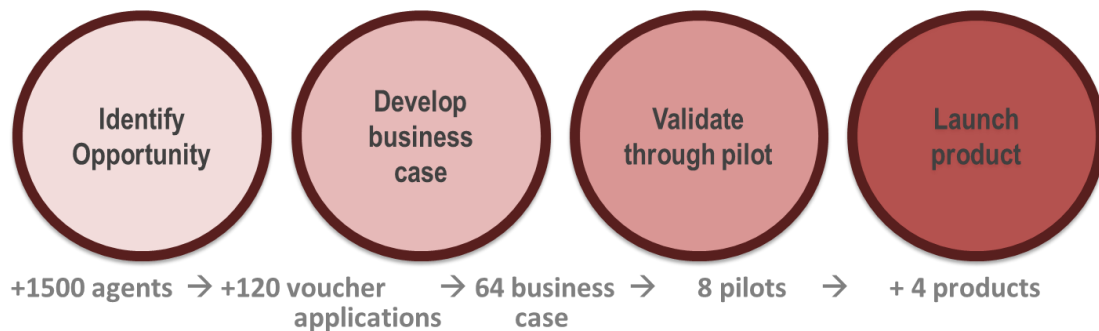 Identify
Opportunity
Develop
business
case
Validate
through pilot
Launch
product
+1500 agents → +120 voucher → 64 business → 8 pilots → + 4 products
applications case